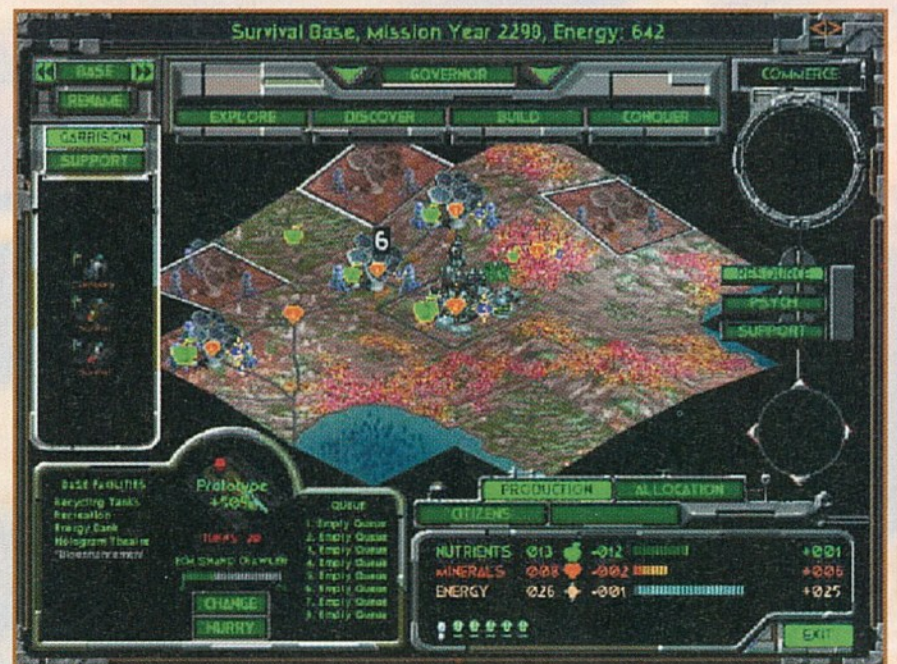 Survival Base, Mission Year 2290, Energy: 642
BASE
RENAME
GOVERNOR
EXPLORE
DISCOVER
BUILD
CONQUER
COMMERCE
GARRISON
SUPPORT
6
RESOURCE
PSYCH
SUPPORT
BASE FACILITIES
Recycling Tanks
Recreation
Energy Bank
Hologram Theatre
Prototype
+50%
TURNS: 20
CHANGE
HURRY
QUEUE
1. Empty Queue
2. Empty Queue
3. Empty Queue
4. Empty Queue
5. Empty Queue
6. Empty Queue
7. Empty Queue
8. Empty Queue
PRODUCTION
ALLOCATION
CITIZENS
NUTRIENTS 013 -012 +001
MINERALS 008 -002 +006
ENERGY 026 -001 +025
EXIT